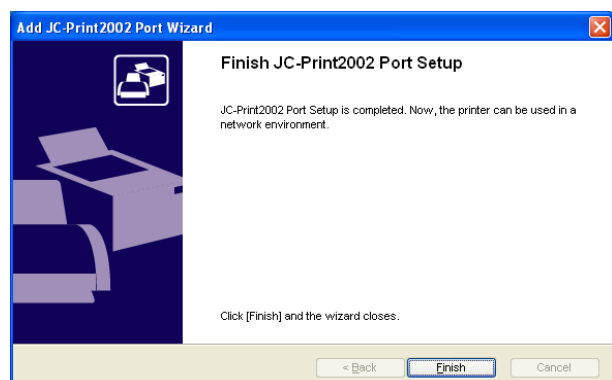 Add JC-Print2002 Port Wizard
Finish JC-Print2002 Port Setup
JC-Print2002 Port Setup is completed. Now, the printer can be used in a
network environment.
Click [Finish] and the wizard closes.
< Back
Finish
Cancel